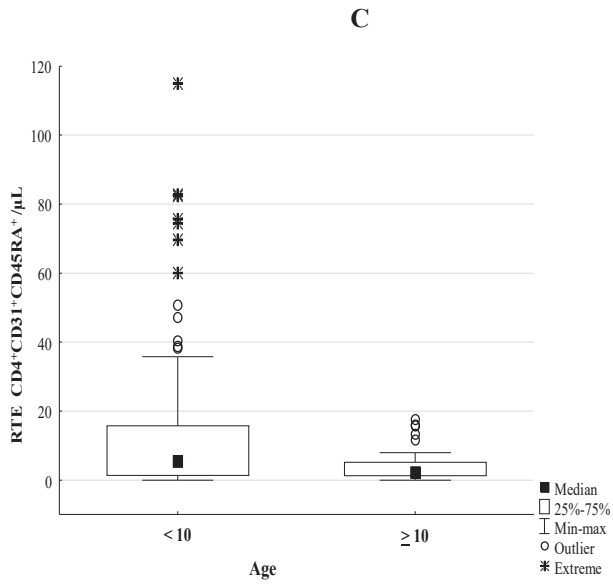 C
RTE CD4⁺CD31⁺CD45RA⁺ /µL
120
100
80
60
40
20
0
< 10
≥ 10
Age
Median
25%-75%
Min-max
Outlier
Extreme